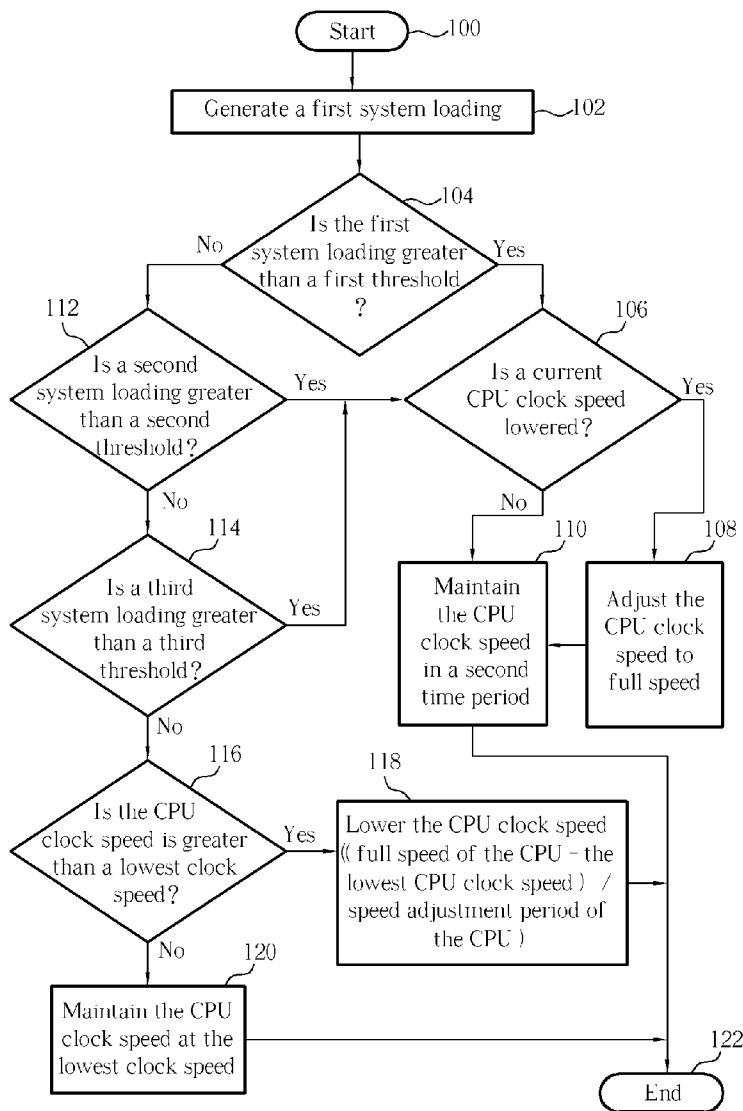 Start
100
Generate a first system loading
102
104
Is the first
system loading greater
than a first threshold
?
No
Yes
112
Is a second
system loading greater
than a second
threshold?
Yes
No
106
Is a current
CPU clock speed
lowered?
Yes
No
114
Is a third
system loading greater
than a third
threshold?
Yes
No
110
Maintain
the CPU
clock speed
in a second
time period
108
Adjust the
CPU clock
speed to
full speed
116
Is the CPU
clock speed is greater
than a lowest clock
speed?
Yes
No
118
Lower the CPU clock speed
(( full speed of the CPU - the
lowest CPU clock speed ) /
speed adjustment period of
the CPU )
120
Maintain the CPU
clock speed at the
lowest clock speed
122
End